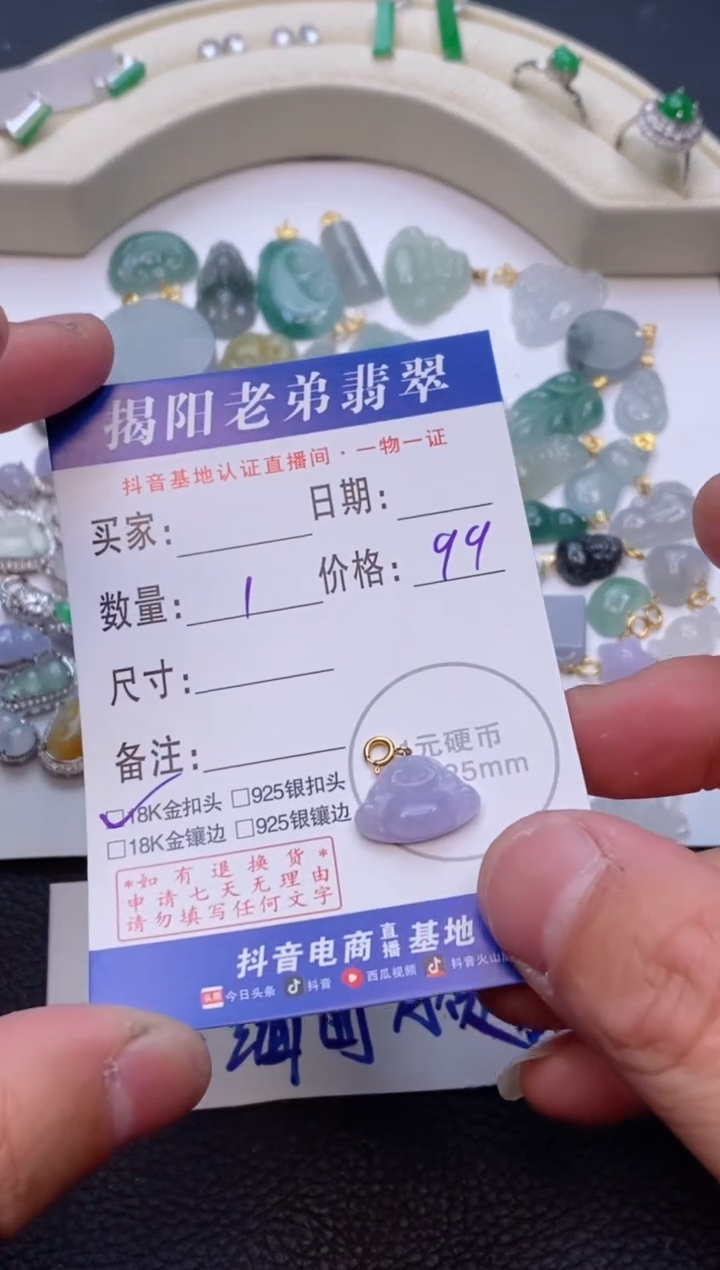 揭阳老弟翡翠
抖音基地认证直播间·一物一证
买家: 日期:
数量: 1 价格: 99
尺寸:
备注:
1元硬币
25mm
☑18K金扣头 □925银扣头
□18K金镶边 □925银镶边
*如有退换货*
申请七天无理由
请勿填写任何文字
抖音电商直播基地
头条 今日头条 抖音 西瓜视频 抖音火山
缅甸